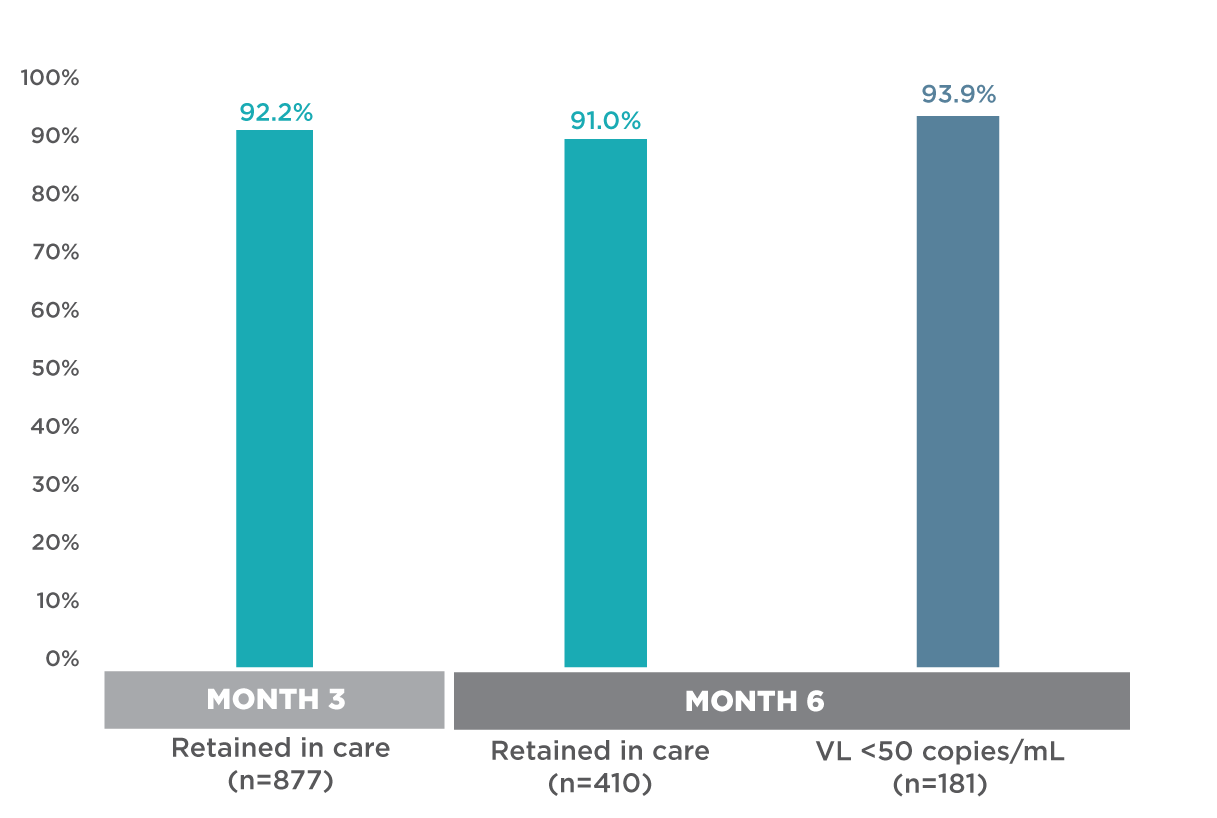 100%
90%
80%
70%
60%
50%
40%
30%
20%
10%
0%
92.2%
91.0%
93.9%
MONTH 3
MONTH 6
Retained in care
(n=877)
Retained in care
(n=410)
VL <50 copies/mL
(n=181)